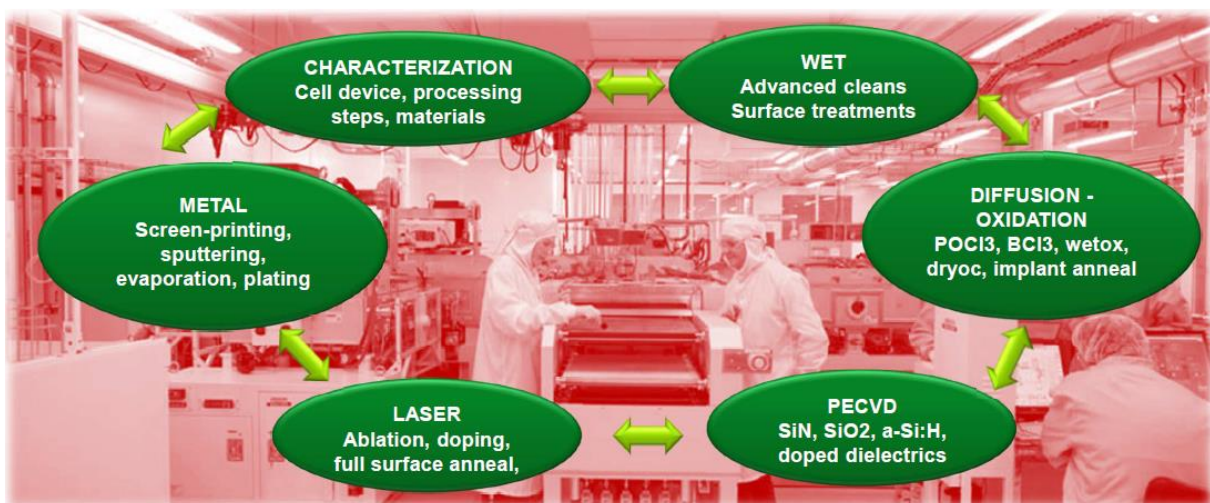 CHARACTERIZATION
Cell device, processing
steps, materials
WET
Advanced cleans
Surface treatments
METAL
Screen-printing,
sputtering,
evaporation, plating
DIFFUSION -
OXIDATION
POCl3, BCl3, wetox,
dryoc, implant anneal
LASER
Ablation, doping,
full surface anneal,
PECVD
SiN, SiO2, a-Si:H,
doped dielectrics